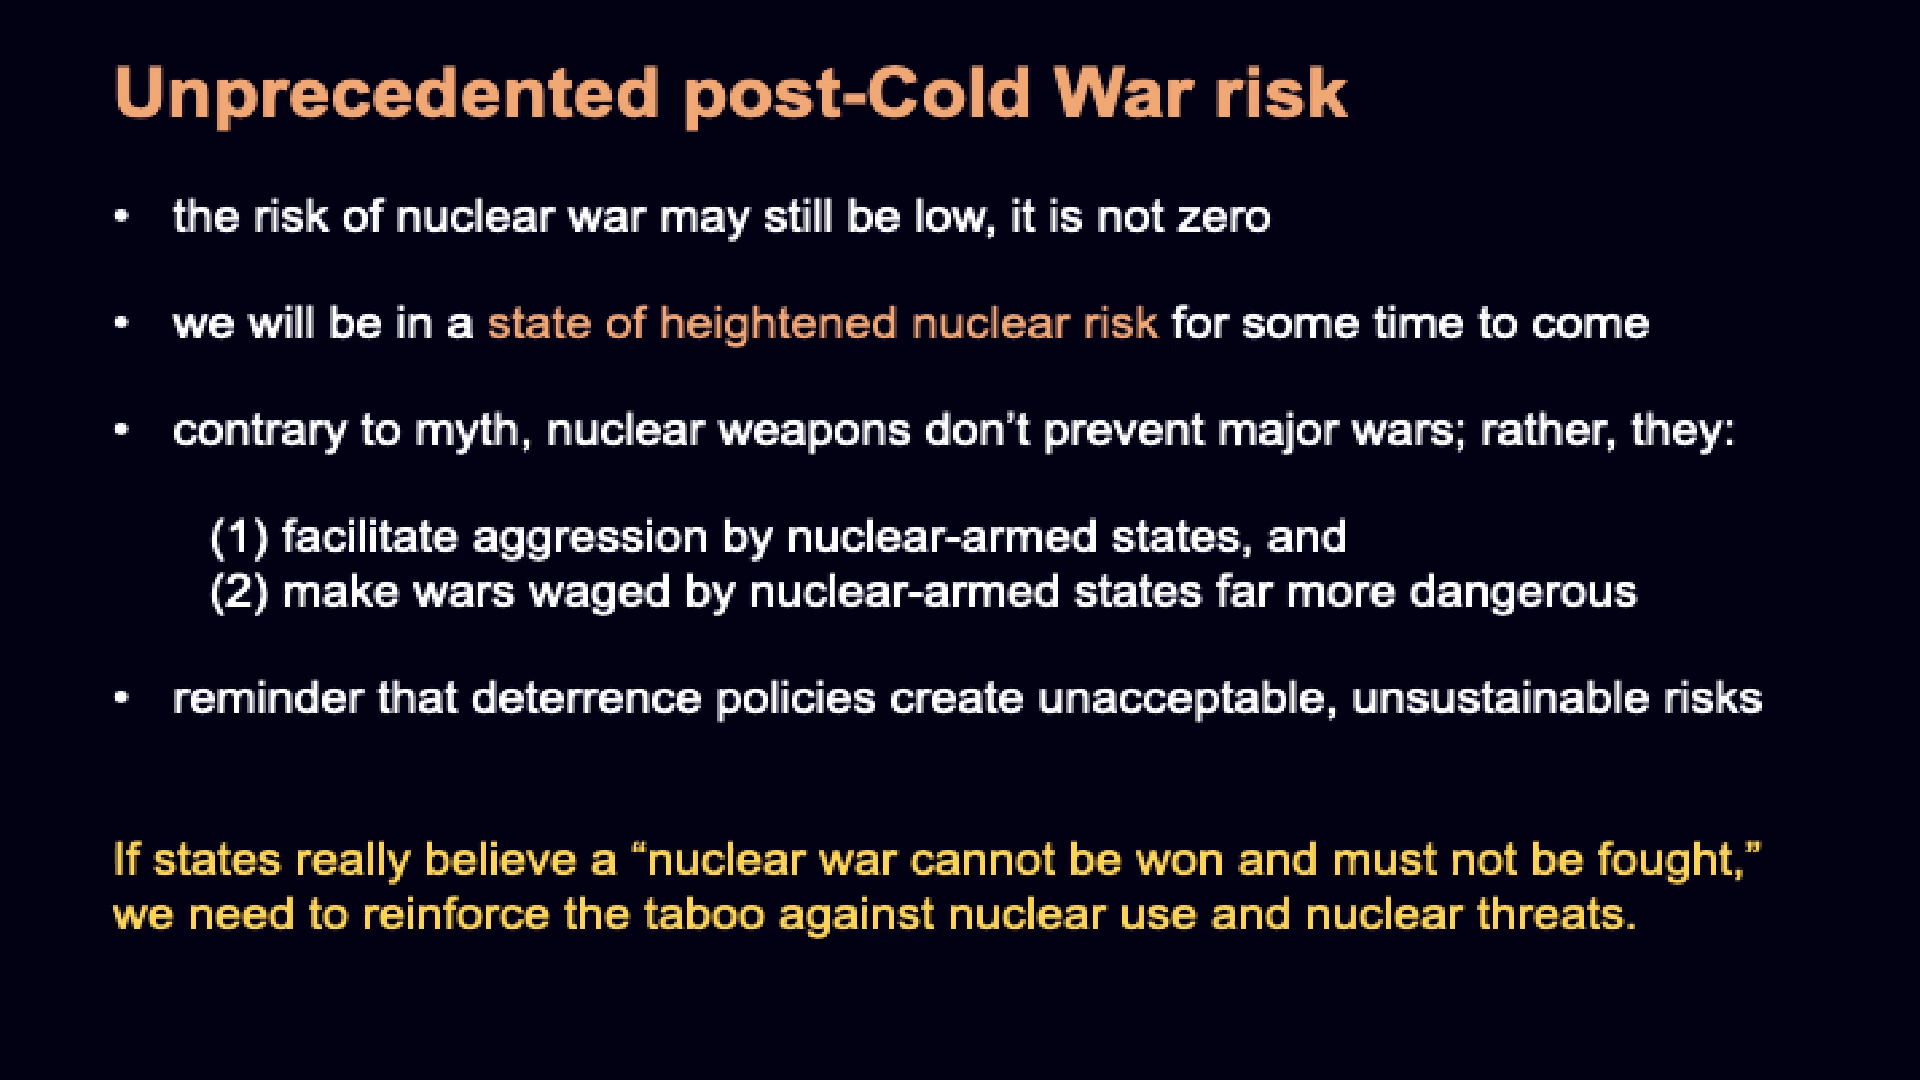 Unprecedented post-Cold War risk
• the risk of nuclear war may still be low, it is not zero
• we will be in a state of heightened nuclear risk for some time to come
• contrary to myth, nuclear weapons don’t prevent major wars; rather, they:
(1) facilitate aggression by nuclear-armed states, and
(2) make wars waged by nuclear-armed states far more dangerous
• reminder that deterrence policies create unacceptable, unsustainable risks
If states really believe a “nuclear war cannot be won and must not be fought,”
we need to reinforce the taboo against nuclear use and nuclear threats.